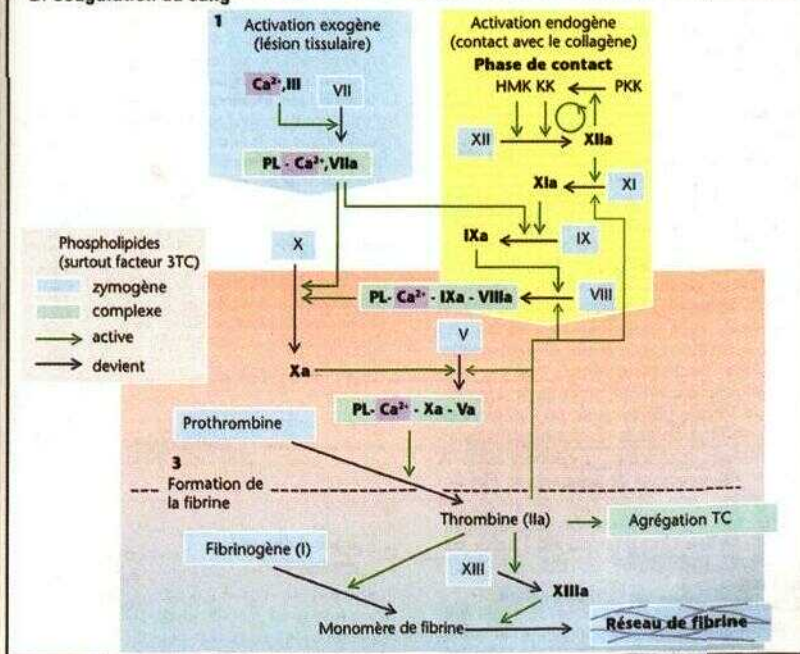 1 Activation exogène
(lésion tissulaire)
Activation endogène
(contact avec le collagène)
Phase de contact
Ca²⁺,III
VII
HMK KK
PKK
XII
XIIa
PL - Ca²⁺,VIIa
XIa
XI
IXa
IX
Phospholipides
(surtout facteur 3TC)
zymogène
complexe
active
devient
X
PL- Ca²⁺ - IXa - VIIIa
VIII
V
Xa
PL- Ca²⁺ - Xa - Va
Prothrombine
3
Formation de
la fibrine
Thrombine (IIa)
Agrégation TC
Fibrinogène (I)
XIII
XIIIa
Monomère de fibrine
Réseau de fibrine